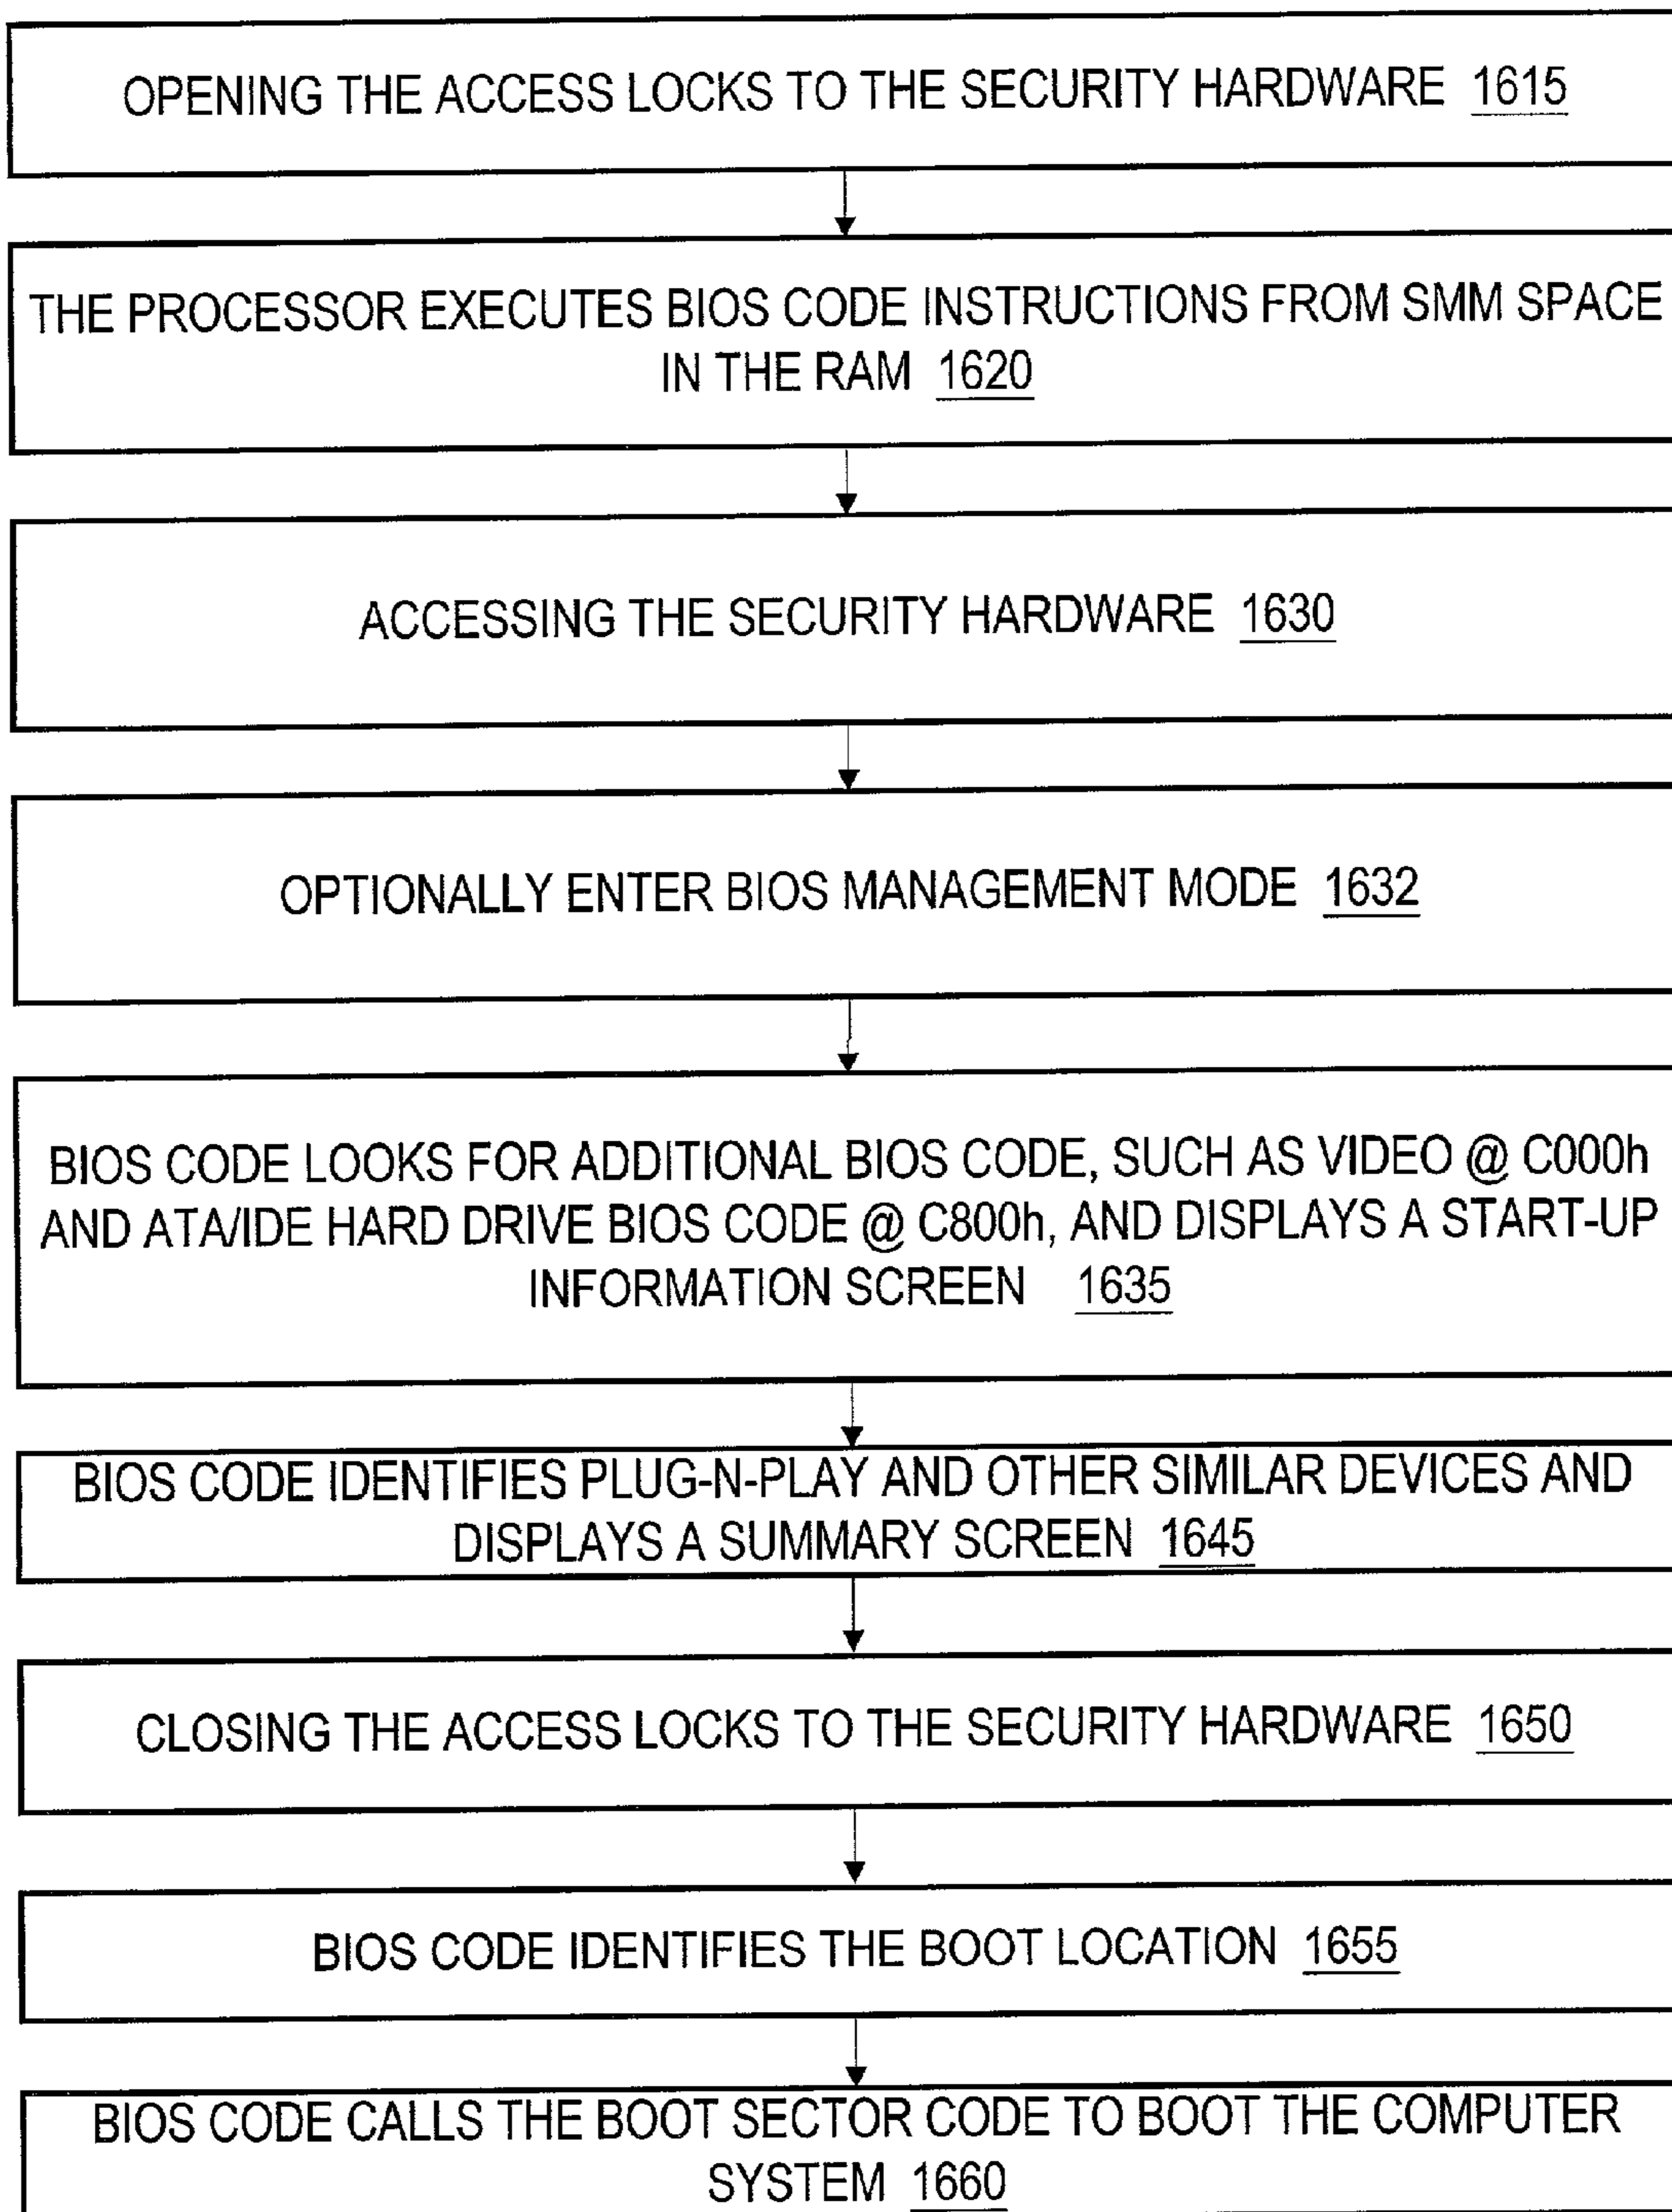 OPENING THE ACCESS LOCKS TO THE SECURITY HARDWARE 1615
THE PROCESSOR EXECUTES BIOS CODE INSTRUCTIONS FROM SMM SPACE
IN THE RAM 1620
ACCESSING THE SECURITY HARDWARE 1630
OPTIONALLY ENTER BIOS MANAGEMENT MODE 1632
BIOS CODE LOOKS FOR ADDITIONAL BIOS CODE, SUCH AS VIDEO @ C000h
AND ATA/IDE HARD DRIVE BIOS CODE @ C800h, AND DISPLAYS A START-UP
INFORMATION SCREEN 1635
BIOS CODE IDENTIFIES PLUG-N-PLAY AND OTHER SIMILAR DEVICES AND
DISPLAYS A SUMMARY SCREEN 1645
CLOSING THE ACCESS LOCKS TO THE SECURITY HARDWARE 1650
BIOS CODE IDENTIFIES THE BOOT LOCATION 1655
BIOS CODE CALLS THE BOOT SECTOR CODE TO BOOT THE COMPUTER
SYSTEM 1660